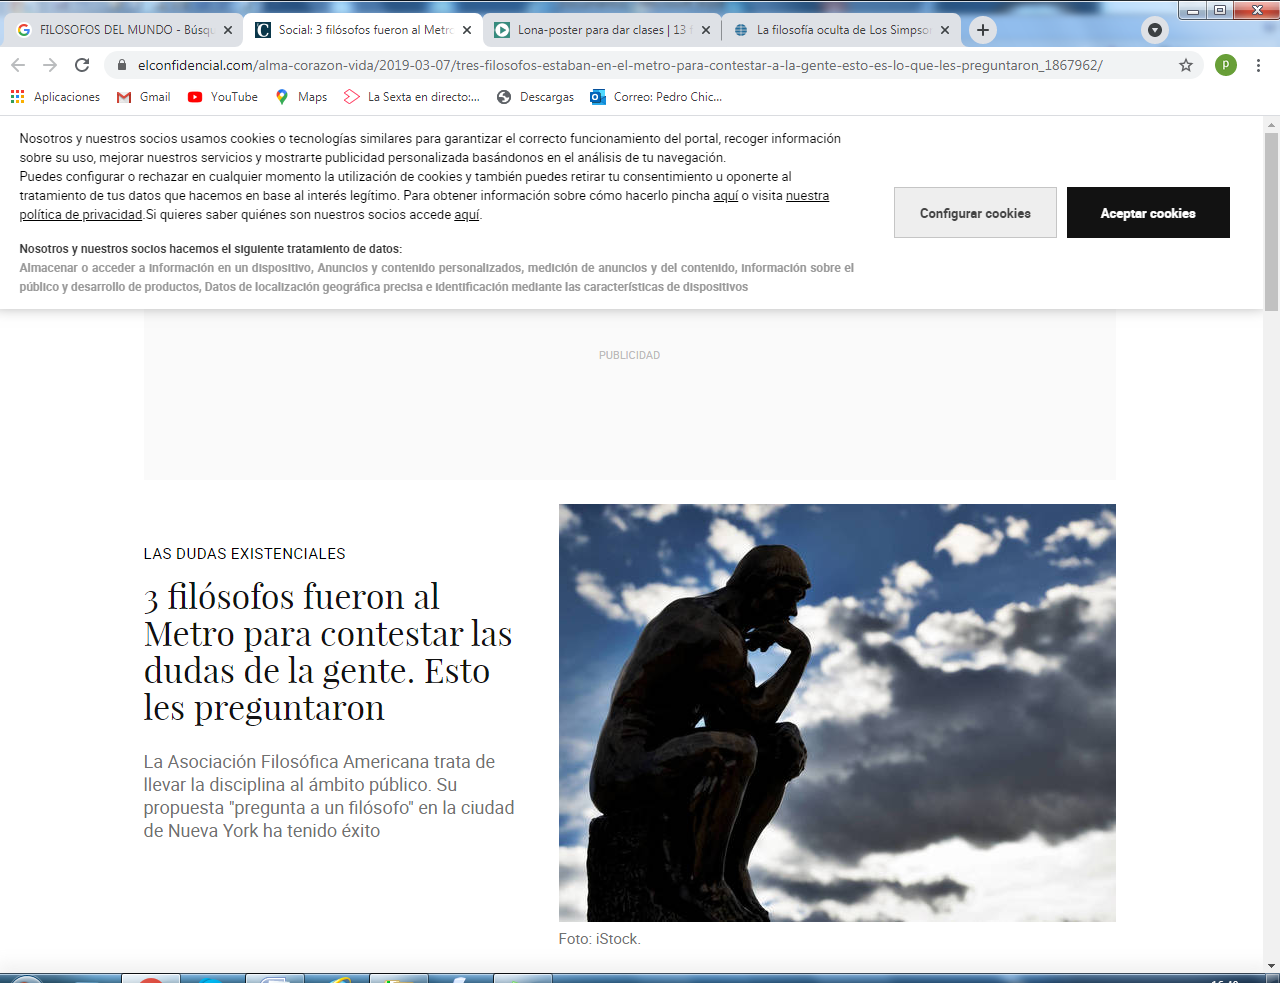 FILOSOFOS DEL MUNDO - Búsqu
Social: 3 filósofos fueron al Metro
Lona-poster para dar clases | 13 f
La filosofía oculta de Los Simpson
elconfidencial.com/alma-corazon-vida/2019-03-07/tres-filosofos-estaban-en-el-metro-para-contestar-a-la-gente-esto-es-lo-que-les-preguntaron_1867962/
p
Aplicaciones
Gmail
YouTube
Maps
La Sexta en directo:...
Descargas
Correo: Pedro Chic...
Nosotros y nuestros socios usamos cookies o tecnologías similares para garantizar el correcto funcionamiento del portal, recoger información
sobre su uso, mejorar nuestros servicios y mostrarte publicidad personalizada basándonos en el análisis de tu navegación.
Puedes configurar o rechazar en cualquier momento la utilización de cookies y también puedes retirar tu consentimiento u oponerte al
tratamiento de tus datos que hacemos en base al interés legítimo. Para obtener información sobre cómo hacerlo pincha aquí o visita nuestra
política de privacidad.Si quieres saber quiénes son nuestros socios accede aquí.
Nosotros y nuestros socios hacemos el siguiente tratamiento de datos:
Almacenar o acceder a información en un dispositivo, Anuncios y contenido personalizados, medición de anuncios y del contenido, información sobre el
público y desarrollo de productos, Datos de localización geográfica precisa e identificación mediante las características de dispositivos
Configurar cookies
Aceptar cookies
PUBLICIDAD
LAS DUDAS EXISTENCIALES
3 filósofos fueron al
Metro para contestar las
dudas de la gente. Esto
les preguntaron
La Asociación Filosófica Americana trata de
llevar la disciplina al ámbito público. Su
propuesta "pregunta a un filósofo" en la ciudad
de Nueva York ha tenido éxito
Foto: iStock.